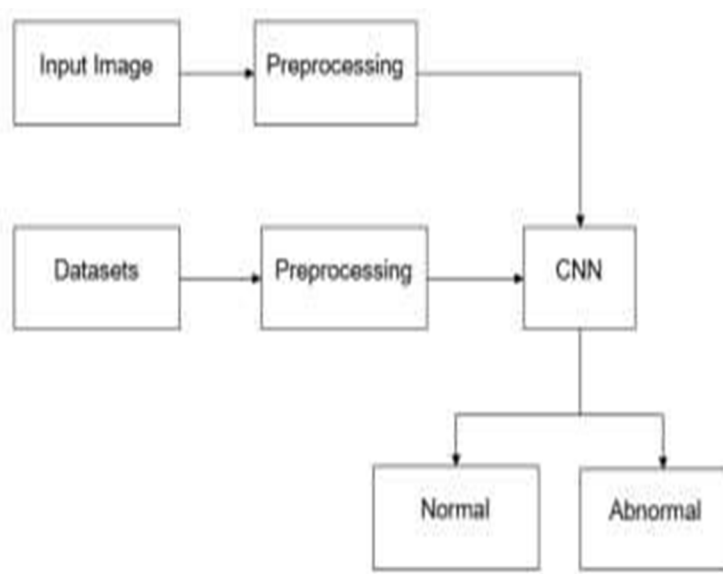 Input Image
Preprocessing
Datasets
Preprocessing
CNN
Normal
Abnormal